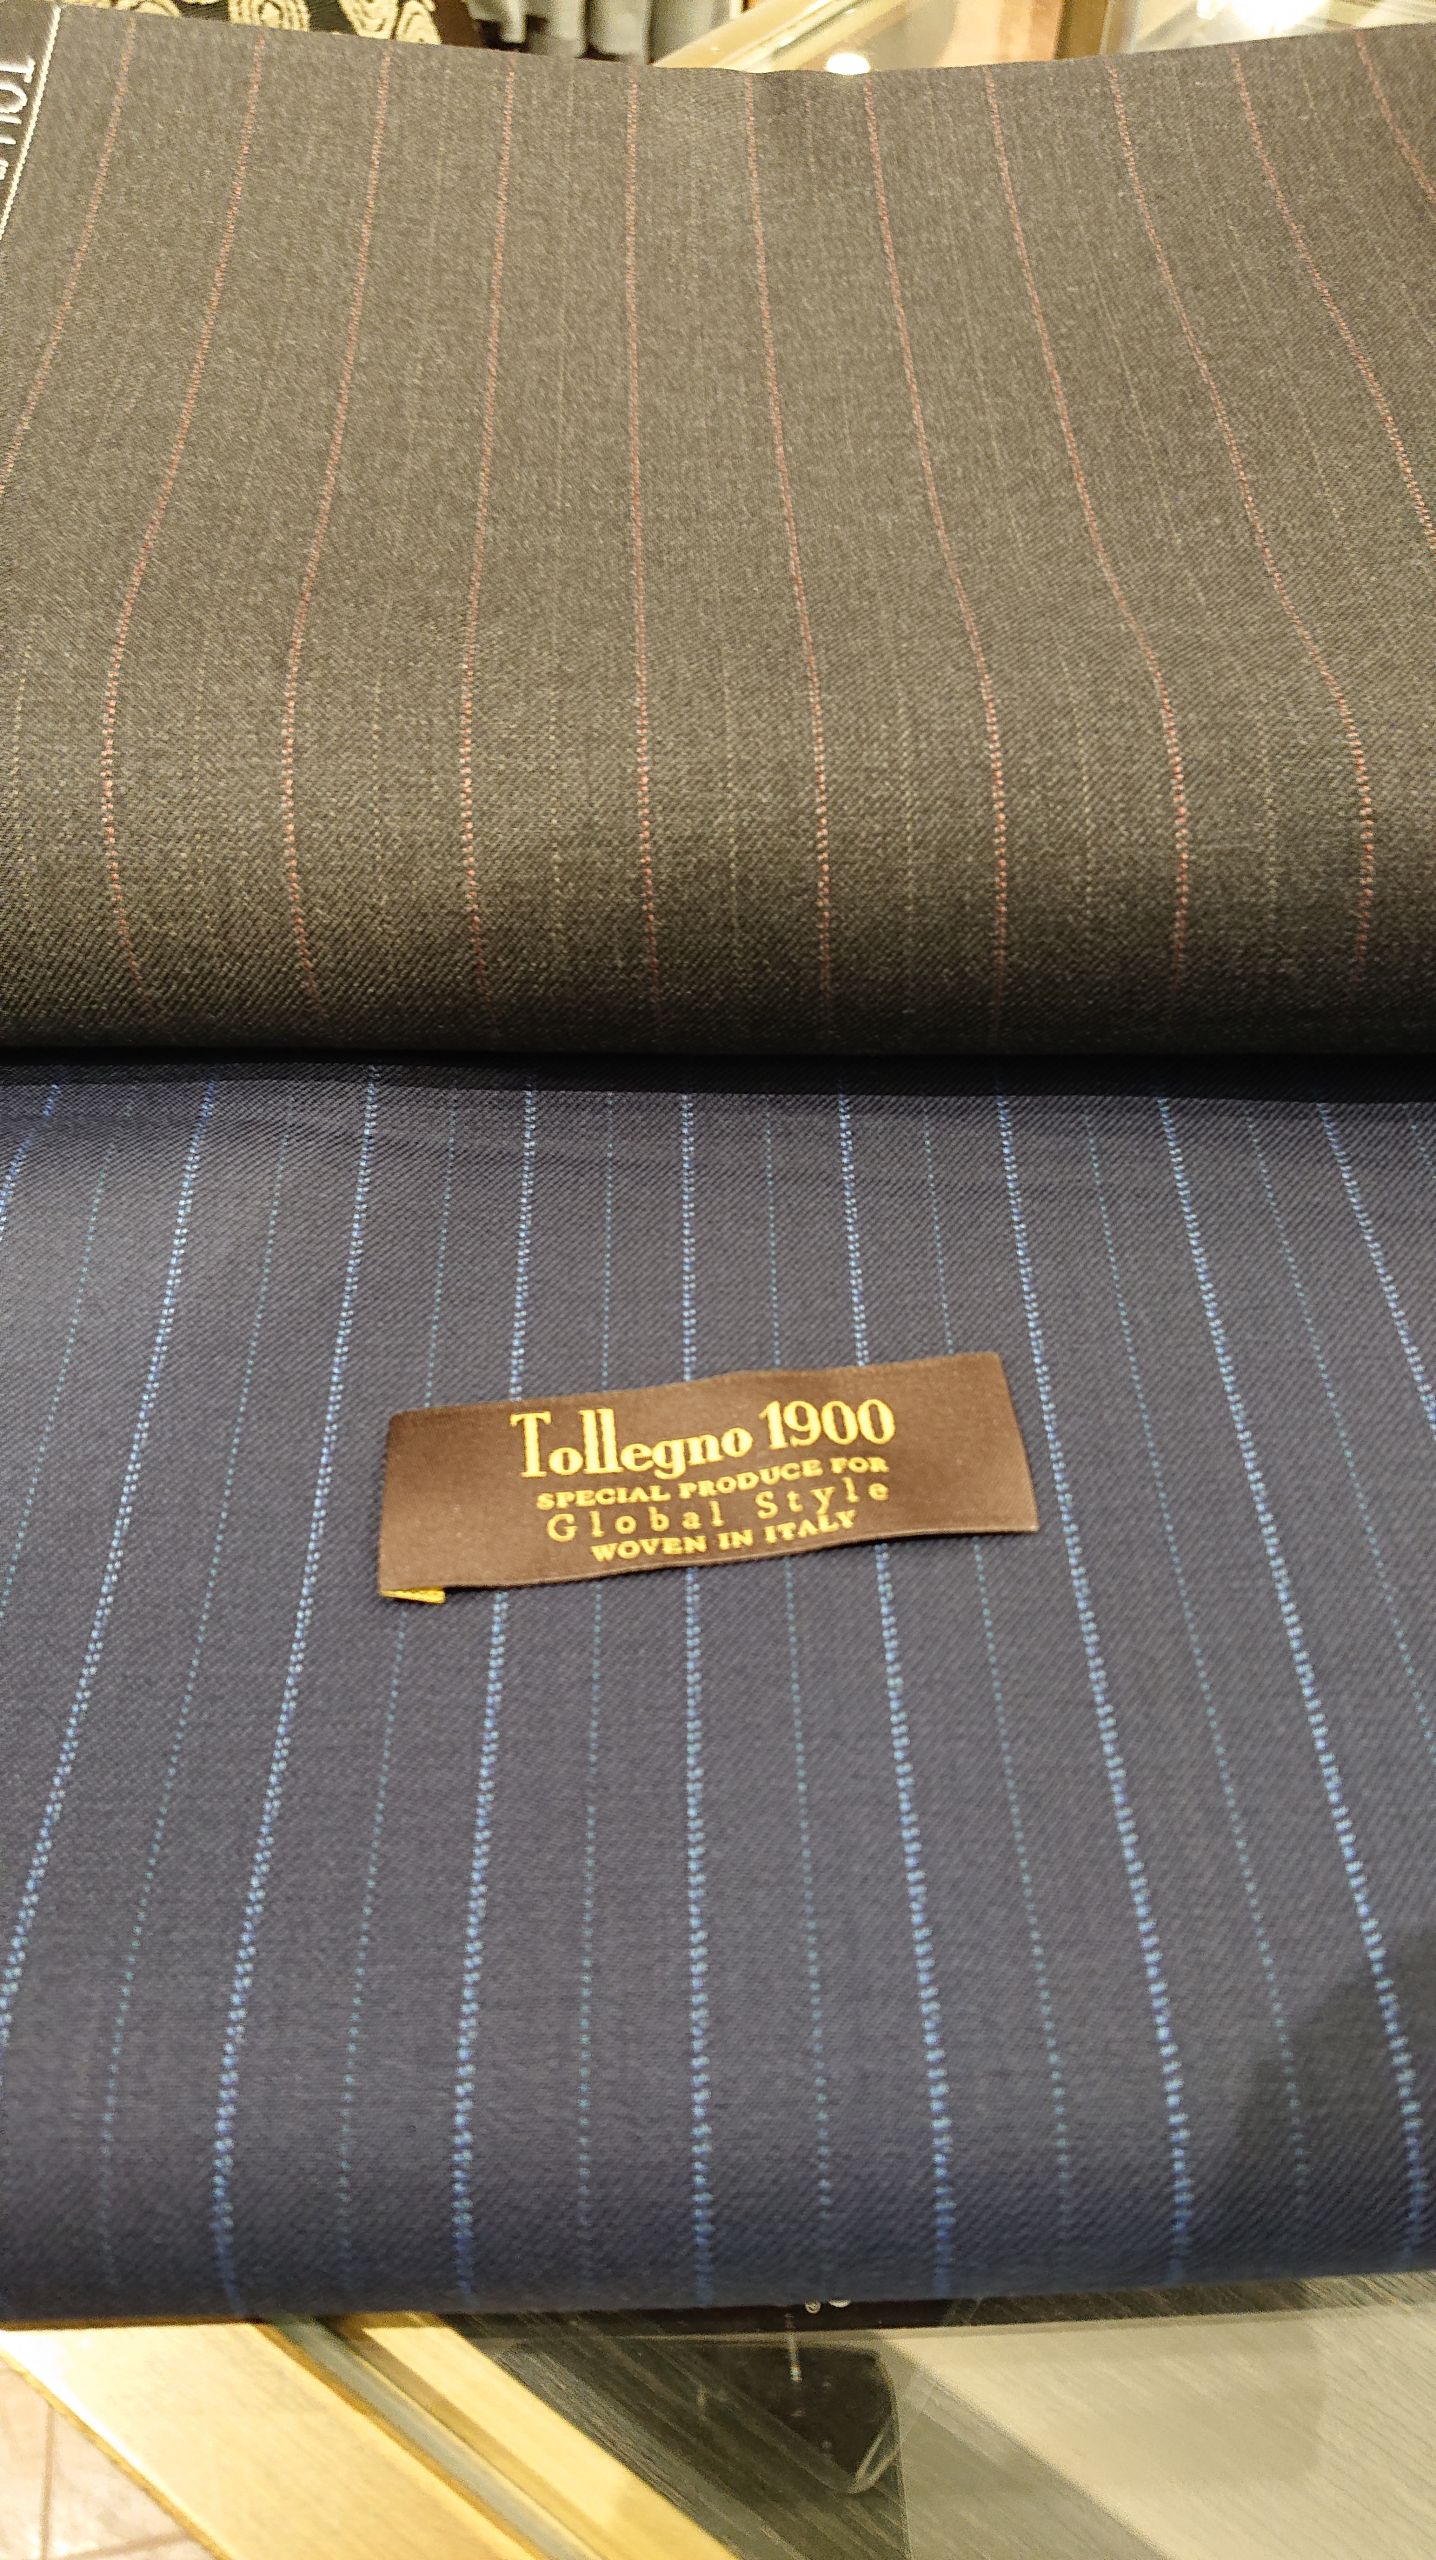 Tollegno 1900
SPECIAL PRODUCE FOR
Global Style
WOVEN IN ITALY